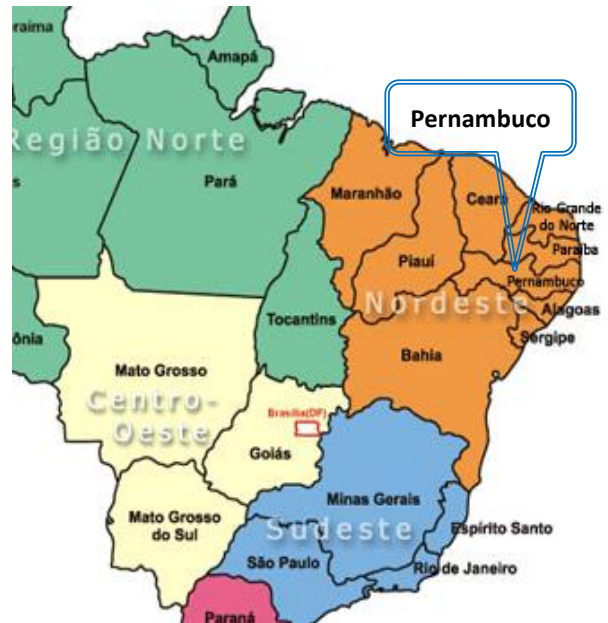 raima
Amapá
Região Norte
s
Pará
Pernambuco
Maranhão
Ceará
Rio Grande
do Norte
Paraíba
Piauí
Pernambuco
Nordeste
Alagoas
Sergipe
Tocantins
ônia
Bahia
Mato Grosso
Centro-
Oeste
Brasília(DF)
Goiás
Minas Gerais
Mato Grosso
do Sul
Sudeste
Espírito Santo
São Paulo
Rio de Janeiro
Paraná